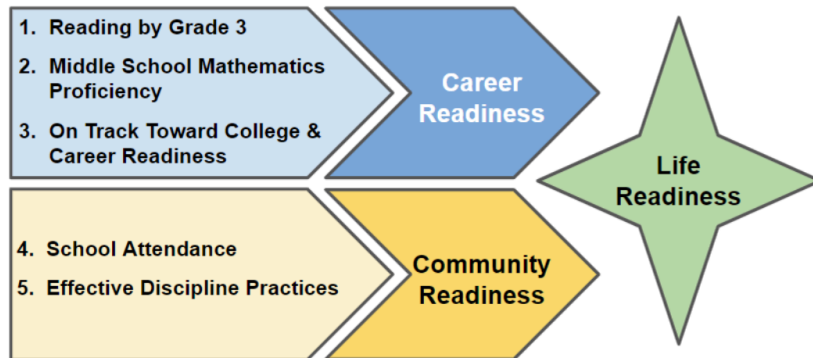 1. Reading by Grade 3
2. Middle School Mathematics
Proficiency
3. On Track Toward College &
Career Readiness
Career
Readiness
4. School Attendance
5. Effective Discipline Practices
Community
Readiness
Life
Readiness